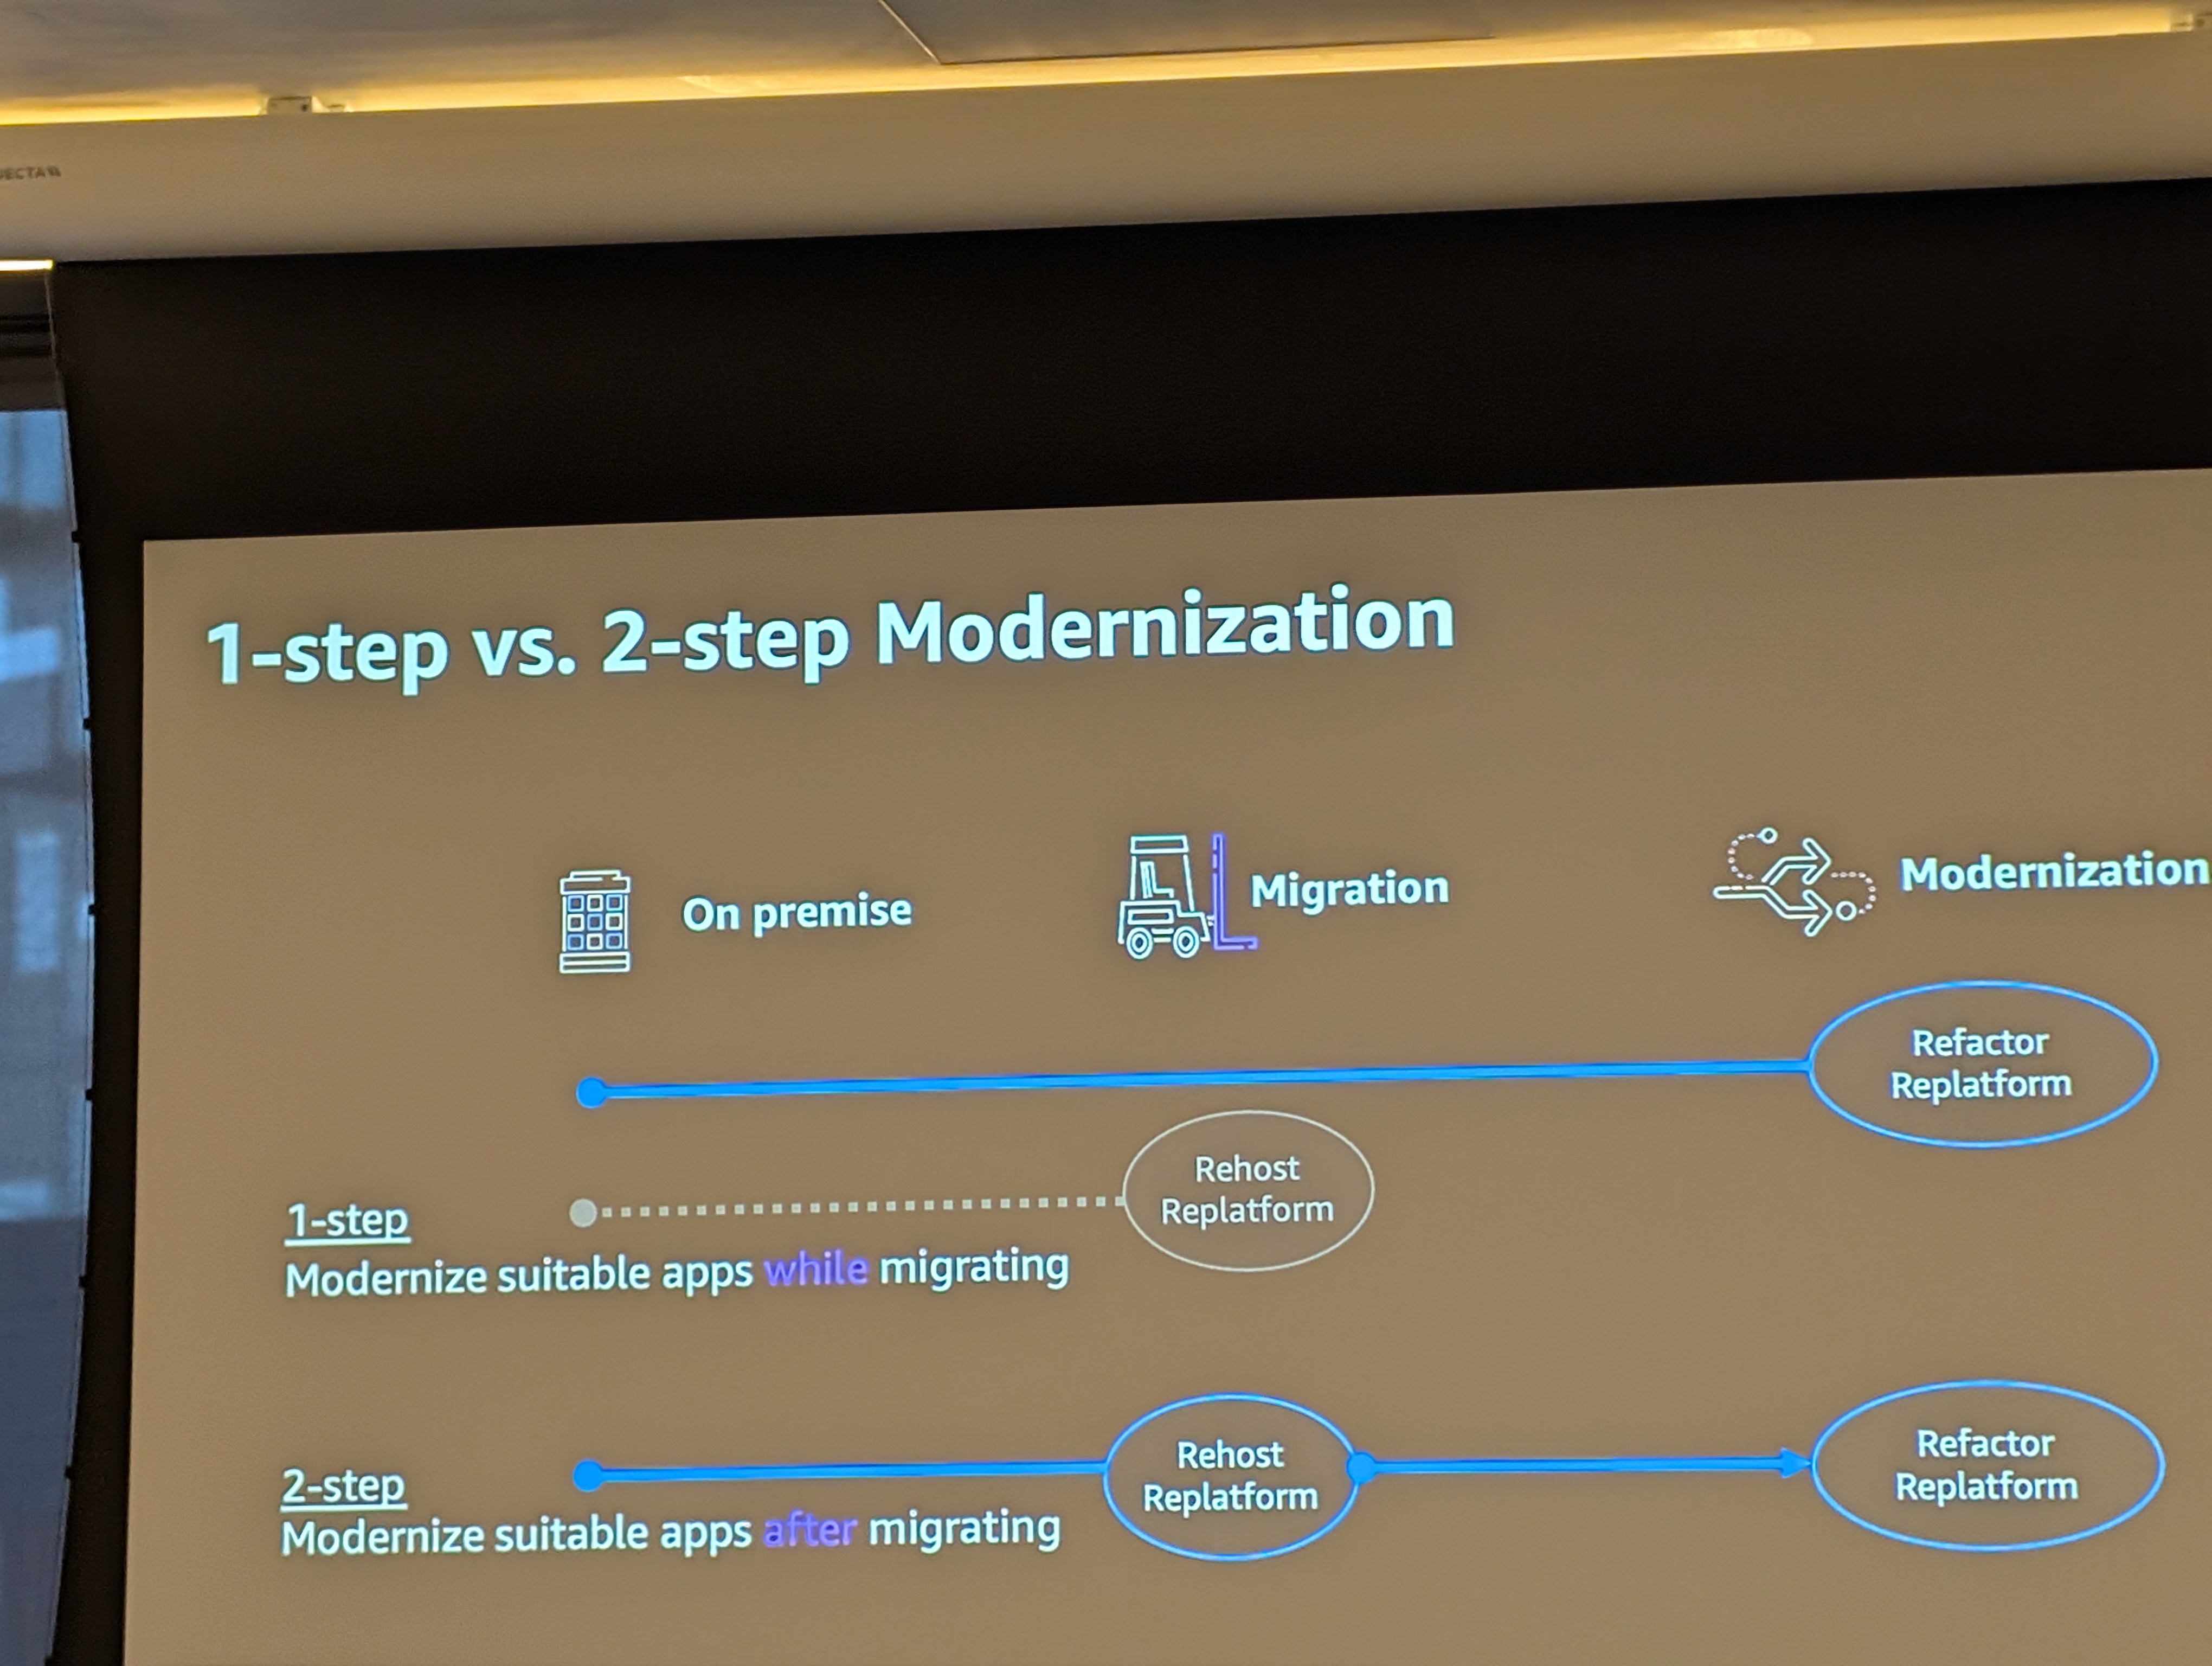 1-step vs. 2-step Modernization
On premise
Migration
Modernization
Refactor
Replatform
Rehost
Replatform
1-step
Modernize suitable apps while migrating
Rehost
Replatform
Refactor
Replatform
2-step
Modernize suitable apps after migrating